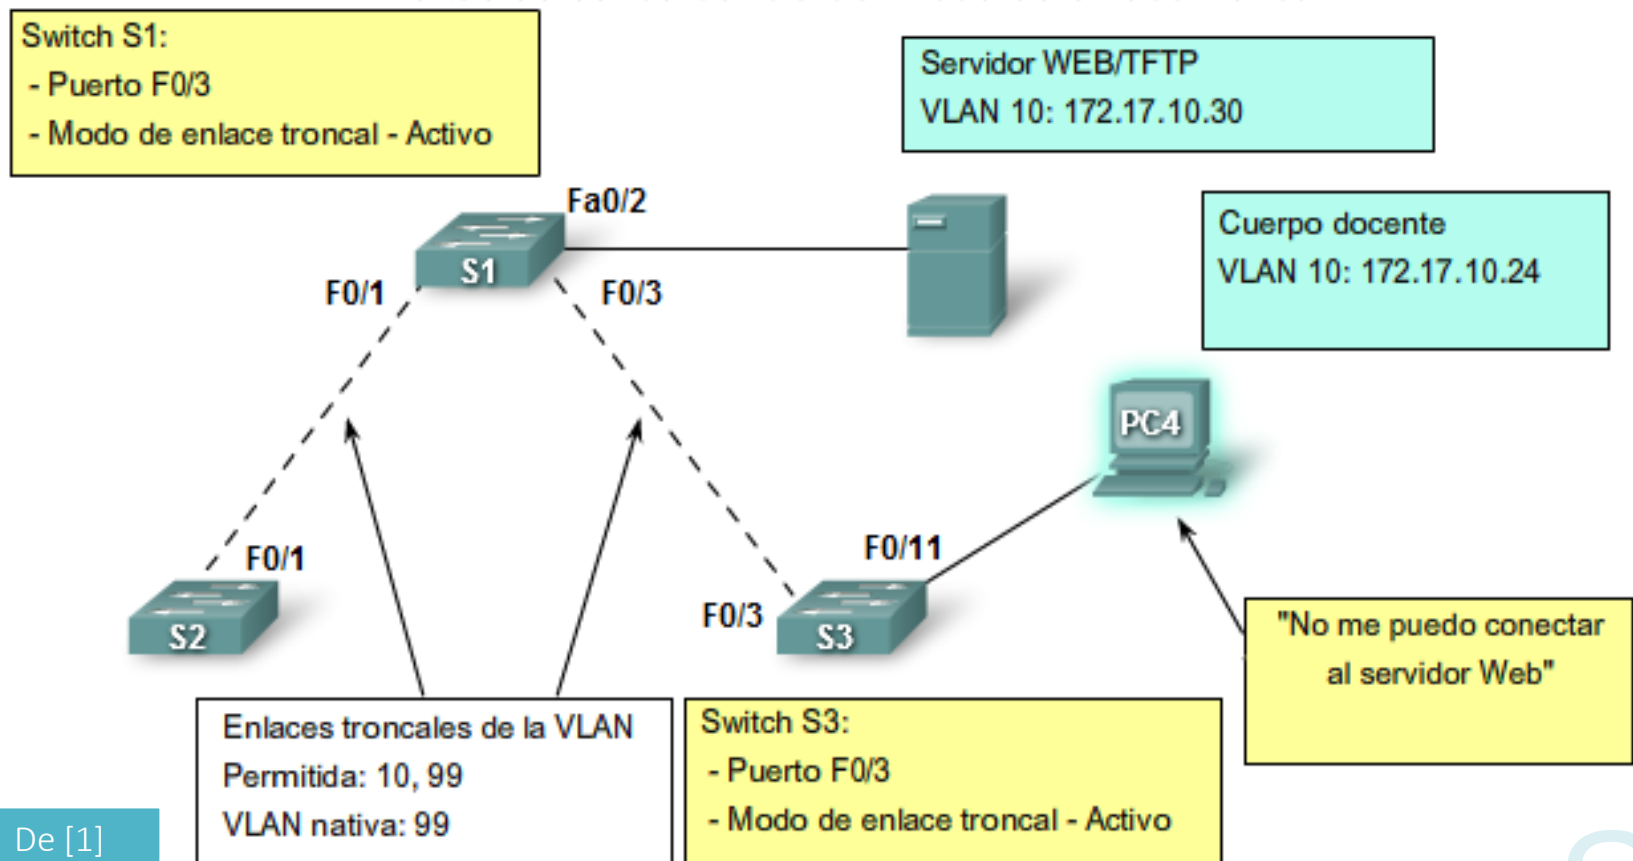 Switch S1:
- Puerto F0/3
- Modo de enlace troncal - Activo
Servidor WEB/TFTP
VLAN 10: 172.17.10.30
Cuerpo docente
VLAN 10: 172.17.10.24
Fa0/2
S1
F0/1
F0/3
PC4
F0/1
F0/11
S2
F0/3
S3
"No me puedo conectar
al servidor Web"
Enlaces troncales de la VLAN
Permitida: 10, 99
VLAN nativa: 99
Switch S3:
- Puerto F0/3
- Modo de enlace troncal - Activo
De [1]